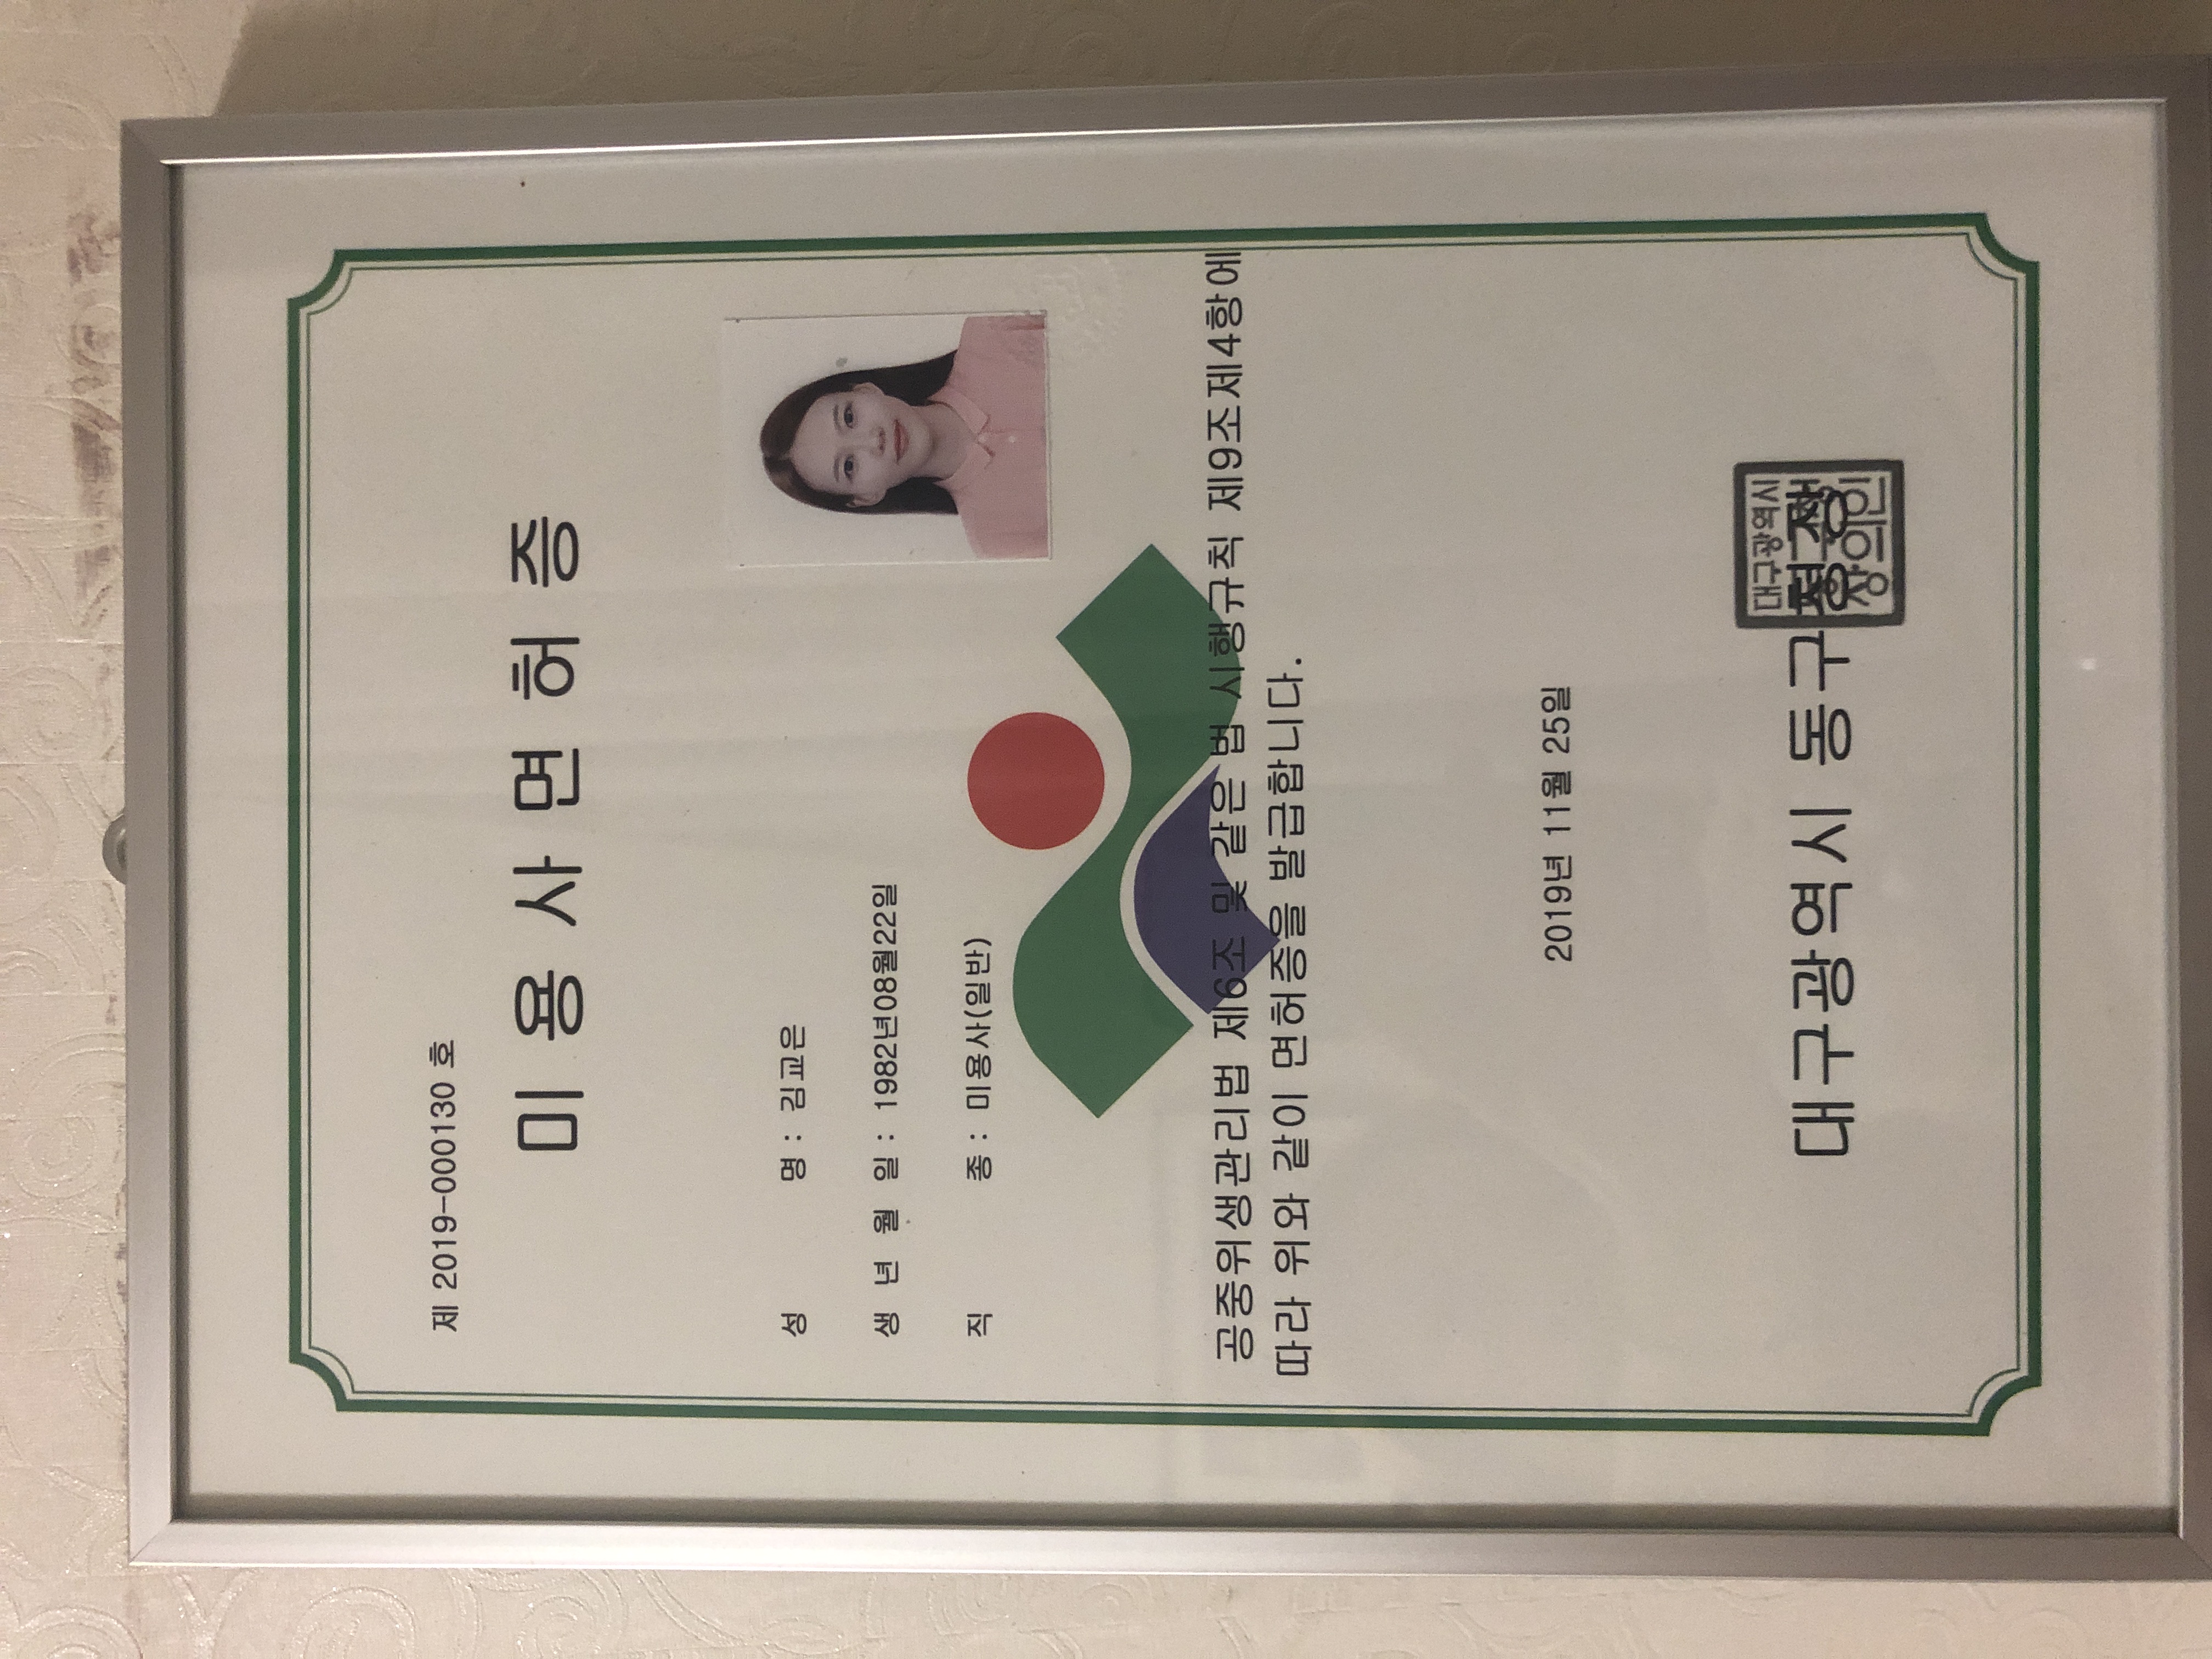 제 2019-000130 호
미 용 사 면 허 증
성 명 : 김교은
생 년 월 일 : 1982년08월22일
직 종 : 미용사(일반)
공중위생관리법 제6조 및 같은 법 시행규칙 제9조제4항에
따라 위와 같이 면허증을 발급합니다.
2019년 11월 25일
대구광역시 동구청장
대구광역시
장의인